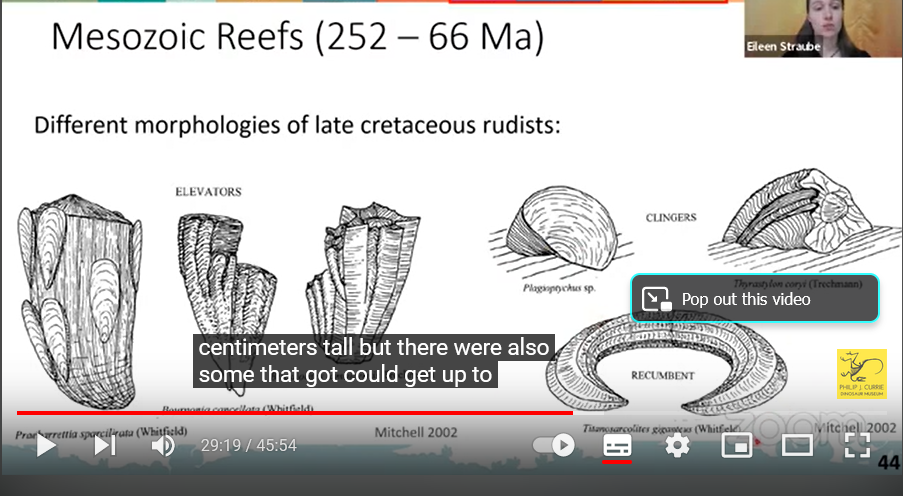 Mesozoic Reefs (252 – 66 Ma)
Eileen Straube
Different morphologies of late cretaceous rudists:
ELEVATORS
CLINGERS
Plagioptychus sp.
Thyrastylon coryi (Trechmann)
Pop out this video
centimeters tall but there were also
some that got could get up to
RECUMBENT
PHILIP J. CURRIE
DINOSAUR MUSEUM
Bournonia cancellata (Whitfield)
Praebarrettia sparcilirata (Whitfield)
Mitchell 2002
Titanosarcolites giganteus (Whitfield)
zoom
Mitchell 2002
29:19 / 45:54
44